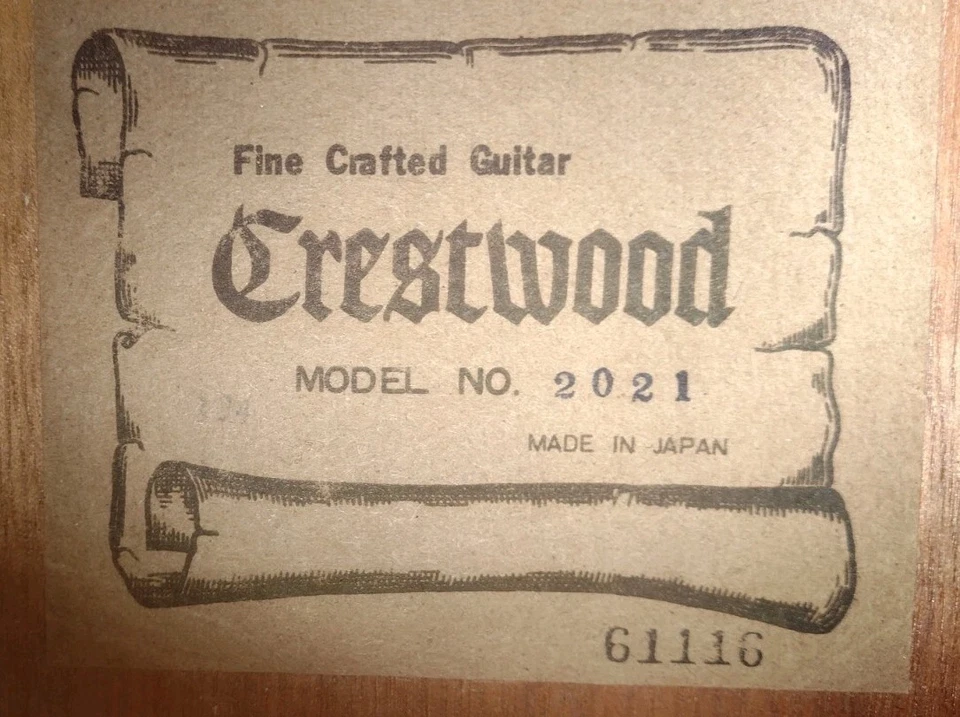 Fine Crafted Guitar
Crestwood
MODEL NO. 2021
MADE IN JAPAN
61116